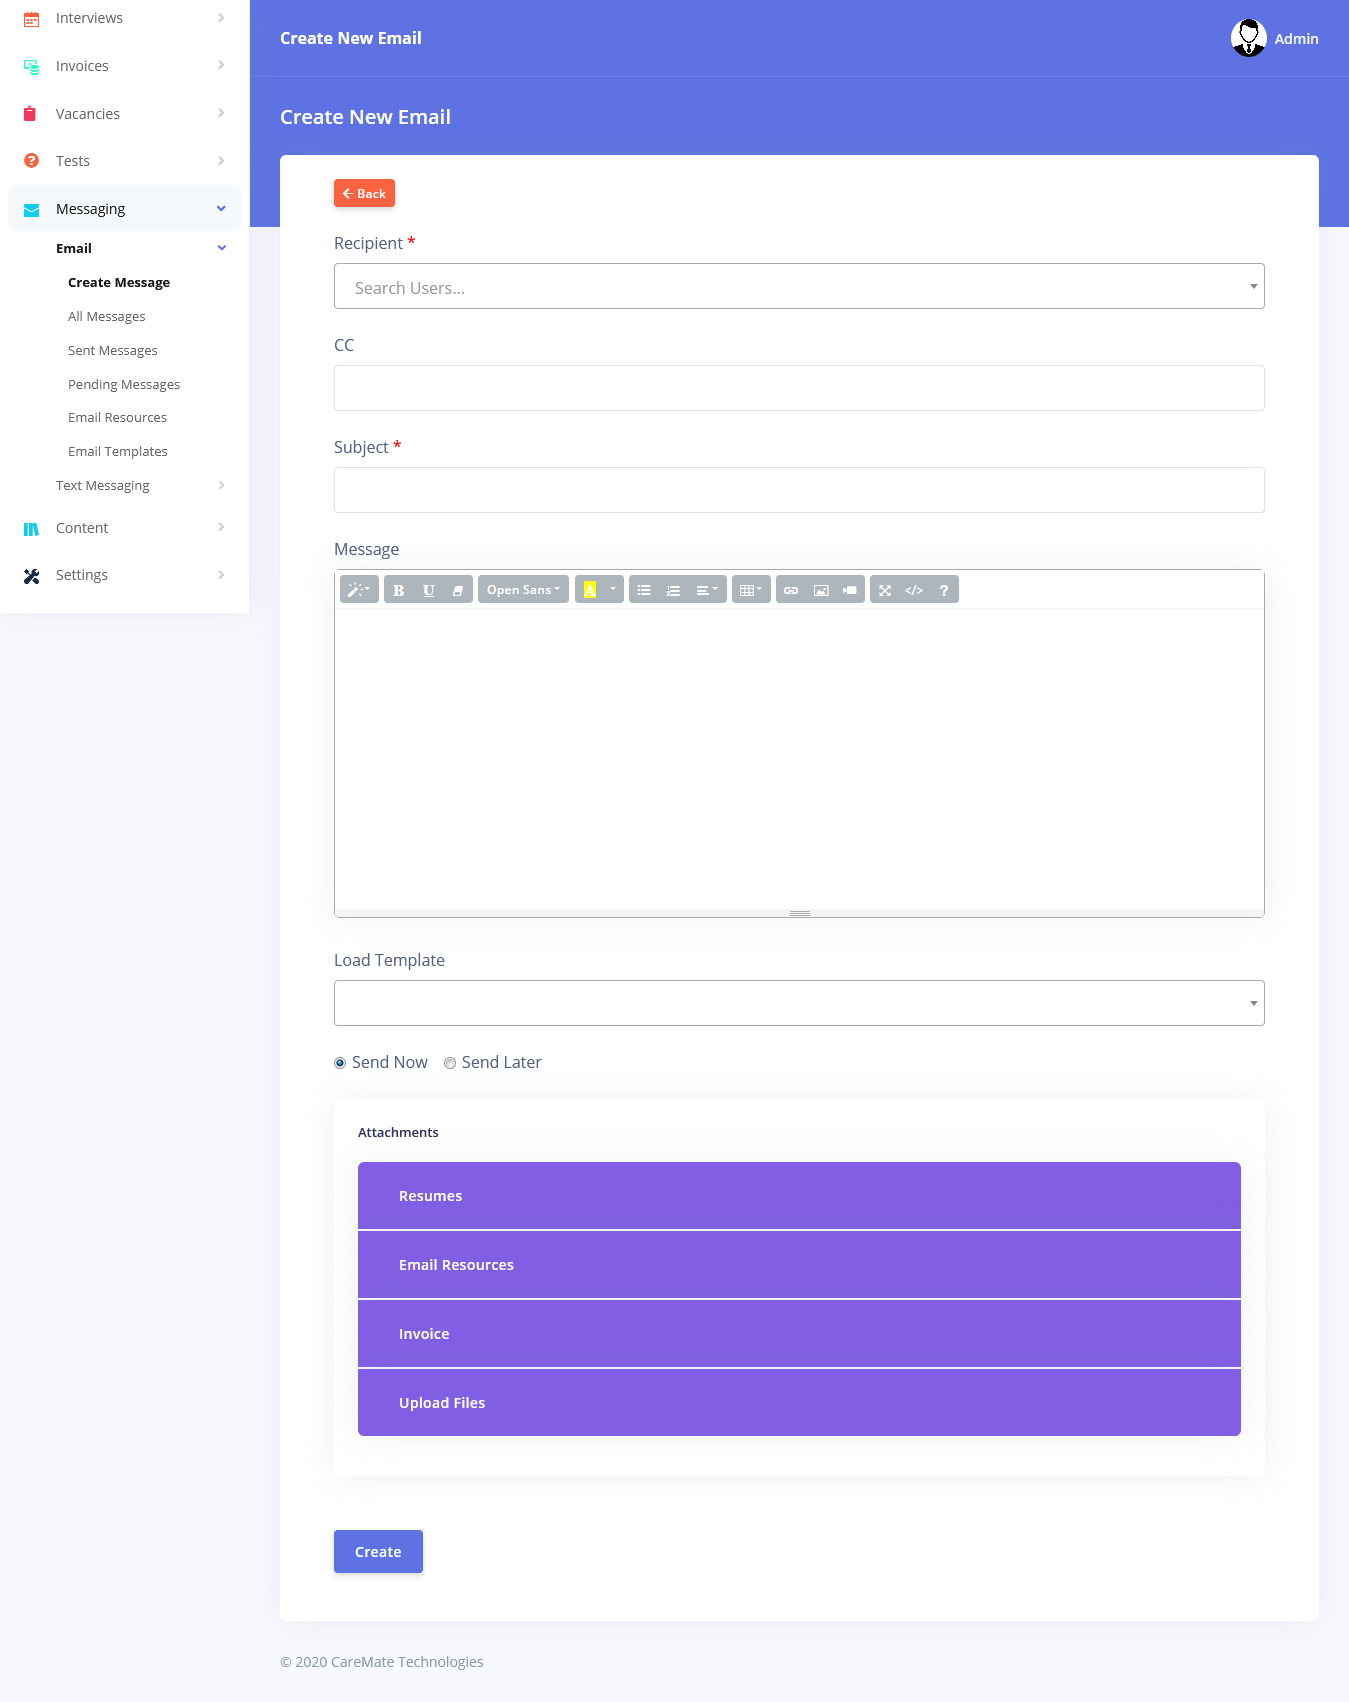 Interviews
Invoices
Vacancies
Tests
Messaging
Email
Create Message
All Messages
Sent Messages
Pending Messages
Email Resources
Email Templates
Text Messaging
Content
Settings
Create New Email
Admin
Create New Email
Back
Recipient *
Search Users...
CC
Subject *
Message
B U Open Sans A </> ?
Load Template
Send Now Send Later
Attachments
Resumes
Email Resources
Invoice
Upload Files
Create
© 2020 CareMate Technologies